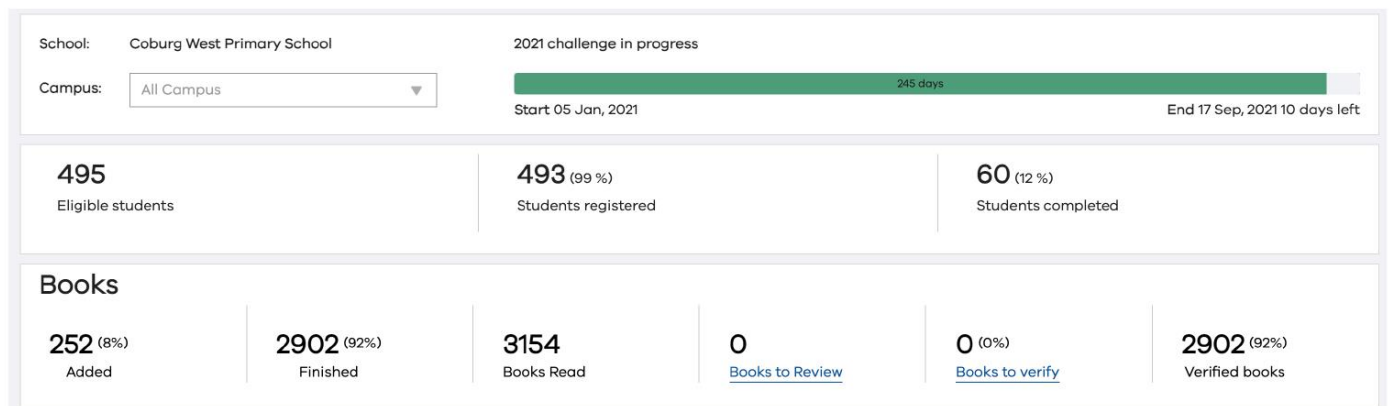 School: Coburg West Primary School
2021 challenge in progress
Campus: All Campus
245 days
Start 05 Jan, 2021
End 17 Sep, 2021 10 days left
495
Eligible students
493 (99 %)
Students registered
60 (12 %)
Students completed
Books
252 (8%)
Added
2902 (92%)
Finished
3154
Books Read
0
Books to Review
0 (0%)
Books to verify
2902 (92%)
Verified books